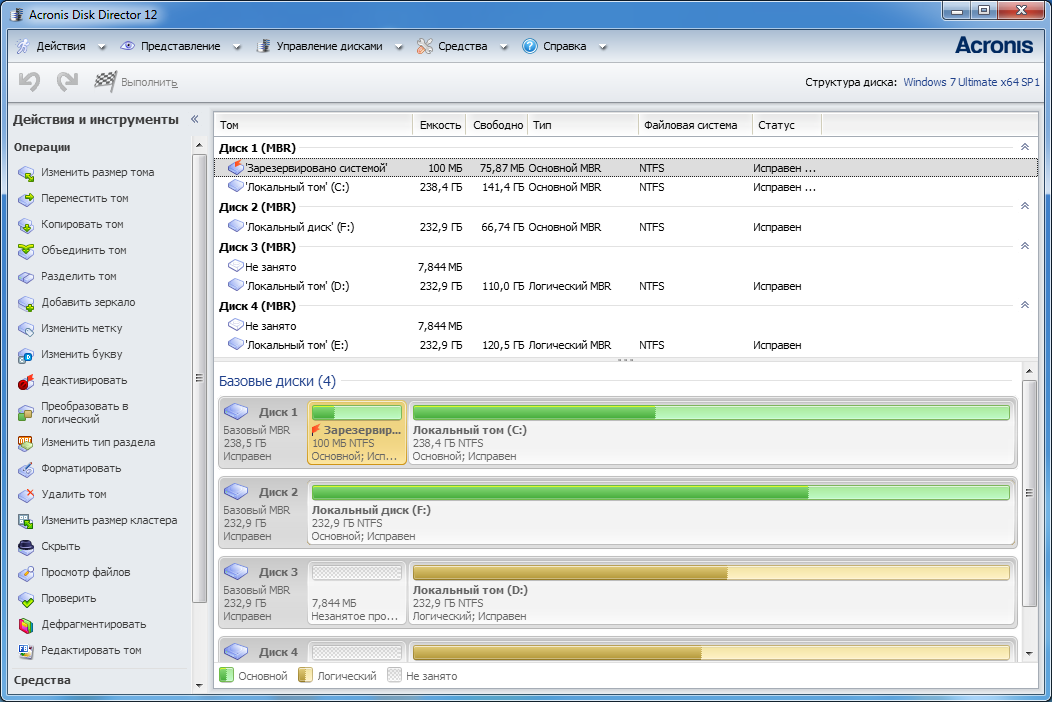 Acronis Disk Director 12
Действия Представление Управление дисками Средства Справка
Acronis
Выполнить
Структура диска: Windows 7 Ultimate x64 SP1
Действия и инструменты «
Операции
Изменить размер тома
Переместить том
Копировать том
Объединить том
Разделить том
Добавить зеркало
Изменить метку
Изменить букву
Деактивировать
Преобразовать в
логический
Изменить тип раздела
Форматировать
Удалить том
Изменить размер кластера
Скрыть
Просмотр файлов
Проверить
Дефрагментировать
Редактировать том
Средства
Том Емкость Свободно Тип Файловая система Статус
Диск 1 (MBR)
'Зарезервировано системой' 100 МБ 75,87 МБ Основной MBR NTFS Исправен ...
'Локальный том' (C:) 238,4 ГБ 141,4 ГБ Основной MBR NTFS Исправен ...
Диск 2 (MBR)
'Локальный диск' (F:) 232,9 ГБ 66,74 ГБ Основной MBR NTFS Исправен
Диск 3 (MBR)
Не занято 7,844 МБ
'Локальный том' (D:) 232,9 ГБ 110,0 ГБ Логический MBR NTFS Исправен
Диск 4 (MBR)
Не занято 7,844 МБ
'Локальный том' (E:) 232,9 ГБ 120,5 ГБ Логический MBR NTFS Исправен
Базовые диски (4)
Диск 1
Базовый MBR
238,5 ГБ
Исправен
Зарезервир...
100 МБ NTFS
Основной; Исп...
Локальный том (C:)
238,4 ГБ NTFS
Основной; Исправен
Диск 2
Базовый MBR
232,9 ГБ
Исправен
Локальный диск (F:)
232,9 ГБ NTFS
Основной; Исправен
Диск 3
Базовый MBR
232,9 ГБ
Исправен
7,844 МБ
Незанятое про...
Локальный том (D:)
232,9 ГБ NTFS
Логический; Исправен
Диск 4
Основной Логический Не занято